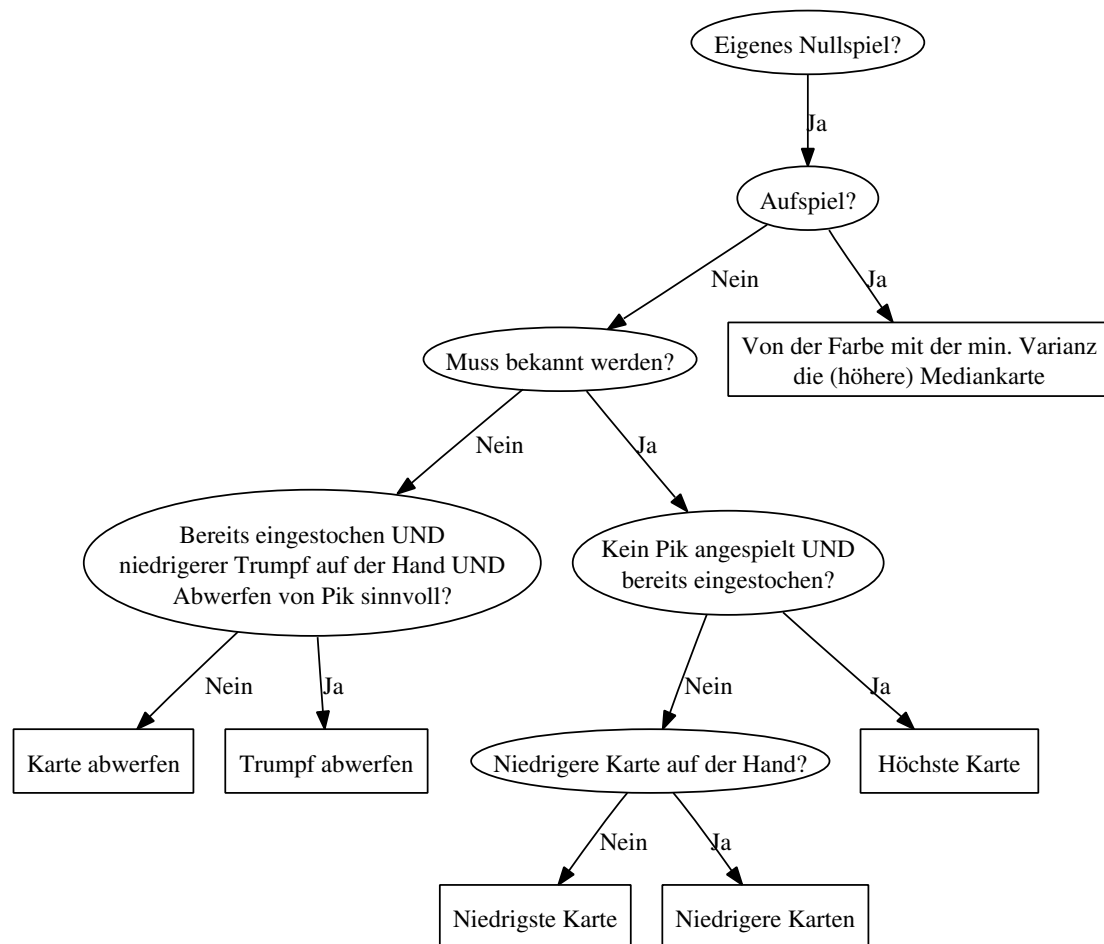 Eigenes Nullspiel?
Ja
Aufspiel?
Nein
Ja
Muss bekannt werden?
Von der Farbe mit der min. Varianz
die (höhere) Mediankarte
Nein
Ja
Bereits eingestochen UND
niedrigerer Trumpf auf der Hand UND
Abwerfen von Pik sinnvoll?
Kein Pik angespielt UND
bereits eingestochen?
Nein
Ja
Nein
Ja
Karte abwerfen
Trumpf abwerfen
Niedrigere Karte auf der Hand?
Höchste Karte
Nein
Ja
Niedrigste Karte
Niedrigere Karten